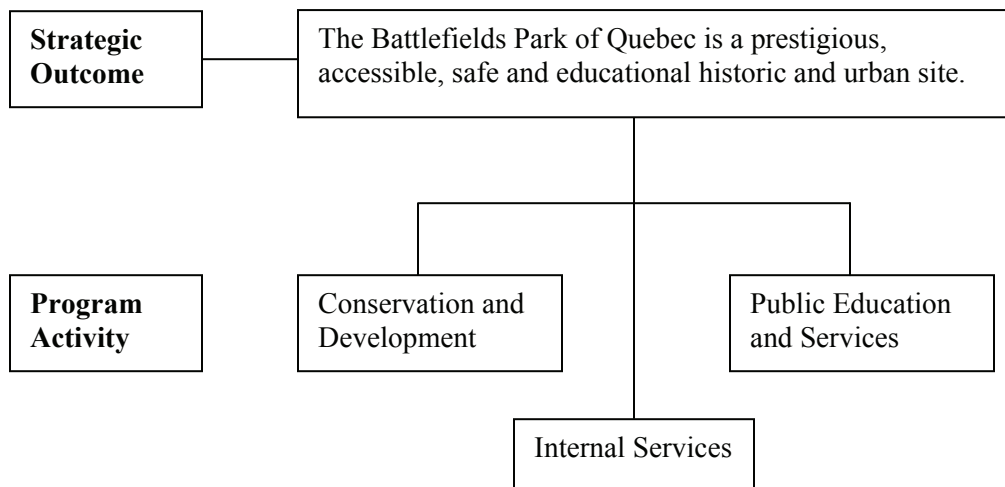 Strategic
Outcome
The Battlefields Park of Quebec is a prestigious,
accessible, safe and educational historic and urban site.
Program
Activity
Conservation and
Development
Public Education
and Services
Internal Services